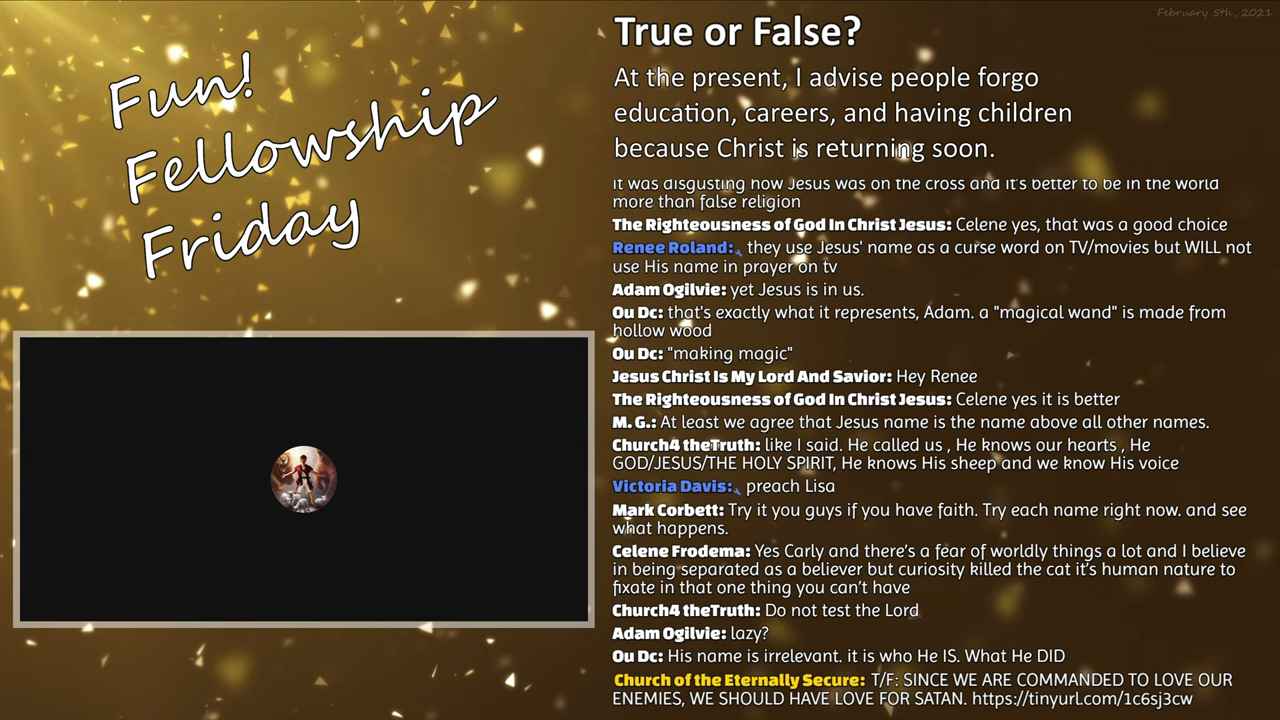 February 5th, 2021
Fun!
Fellowship
Friday
True or False?
At the present, I advise people forgo
education, careers, and having children
because Christ is returning soon.
it was disgusting how Jesus was on the cross and it's better to be in the world
more than false religion
The Righteousness of God In Christ Jesus: Celene yes, that was a good choice
Renee Roland: they use Jesus' name as a curse word on TV/movies but WILL not
use His name in prayer on tv
Adam Ogilvie: yet Jesus is in us.
Ou Dc: that's exactly what it represents, Adam. a "magical wand" is made from
hollow wood
Ou Dc: "making magic"
Jesus Christ Is My Lord And Savior: Hey Renee
The Righteousness of God In Christ Jesus: Celene yes it is better
M. G.: At least we agree that Jesus name is the name above all other names.
Church4 theTruth: like I said. He called us , He knows our hearts , He
GOD/JESUS/THE HOLY SPIRIT, He knows His sheep and we know His voice
Victoria Davis: preach Lisa
Mark Corbett: Try it you guys if you have faith. Try each name right now. and see
what happens.
Celene Frodema: Yes Carly and there's a fear of worldly things a lot and I believe
in being separated as a believer but curiosity killed the cat it's human nature to
fixate in that one thing you can't have
Church4 theTruth: Do not test the Lord
Adam Ogilvie: lazy?
Ou Dc: His name is irrelevant. it is who He IS. What He DID
Church of the Eternally Secure: T/F: SINCE WE ARE COMMANDED TO LOVE OUR
ENEMIES, WE SHOULD HAVE LOVE FOR SATAN. https://tinyurl.com/1c6sj3cw